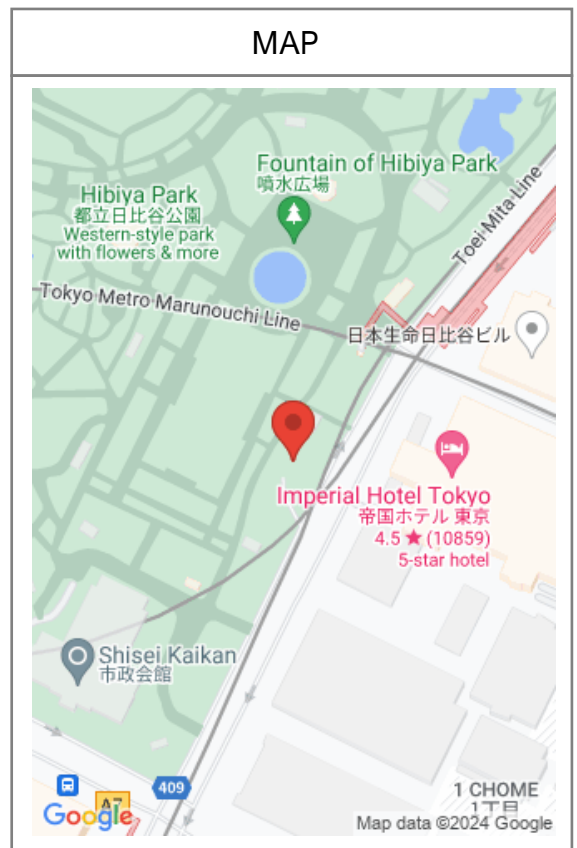 MAP
Fountain of Hibiya Park
噴水広場
Hibiya Park
都立日比谷公園
Western-style park
with flowers & more
Toei Mita Line
Tokyo Metro Marunouchi Line
日本生命日比谷ビル
Imperial Hotel Tokyo
帝国ホテル 東京
4.5 ★ (10859)
5-star hotel
Shisei Kaikan
市政会館
409
1 CHOME
1丁目
Google
Map data ©2024 Google